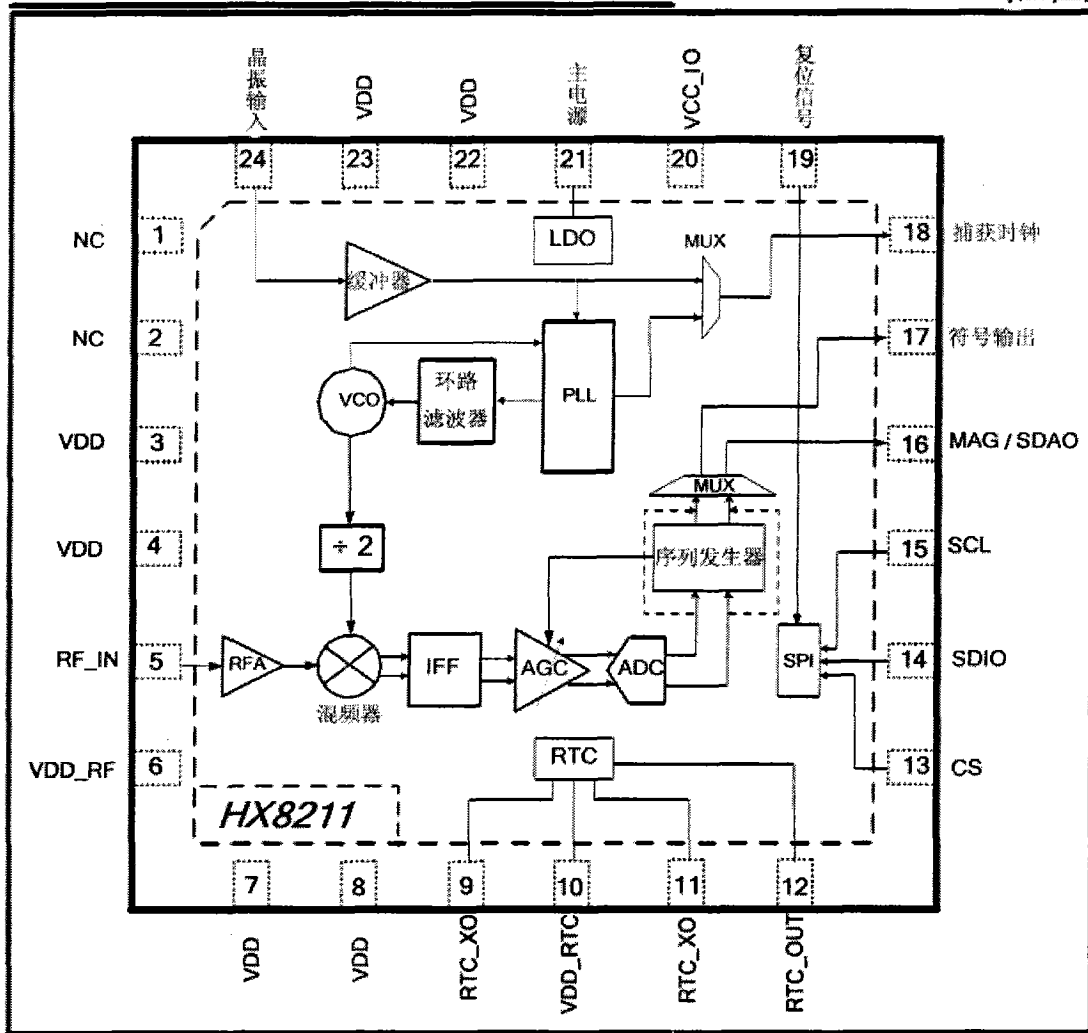 晶振输入
VDD
VDD
主电源
VCC_IO
复位信号
24
23
22
21
20
19
NC
1
LDO
MUX
18
捕获时钟
缓冲器
NC
2
17
符号输出
VCO
环路
滤波器
PLL
VDD
3
16
MAG / SDAO
MUX
VDD
4
÷ 2
序列发生器
15
SCL
RF_IN
5
RFA
混频器
IFF
AGC
ADC
SPI
14
SDIO
VDD_RF
6
RTC
13
CS
HX8211
7
8
9
10
11
12
VDD
VDD
RTC_XO
VDD_RTC
RTC_XO
RTC_OUT